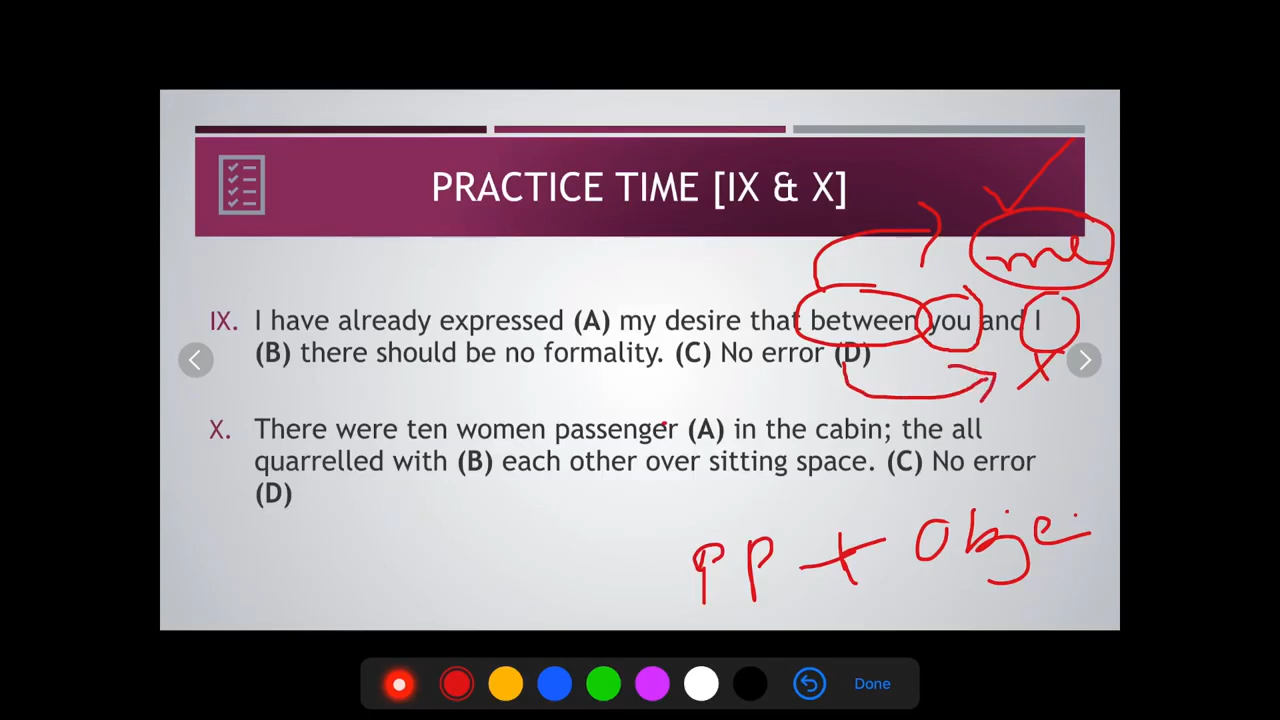 PRACTICE TIME [IX & X]
me
IX. I have already expressed (A) my desire that between you and I
(B) there should be no formality. (C) No error (D)
X. There were ten women passenger (A) in the cabin; the all
quarrelled with (B) each other over sitting space. (C) No error
(D)
PP + Obje
Done